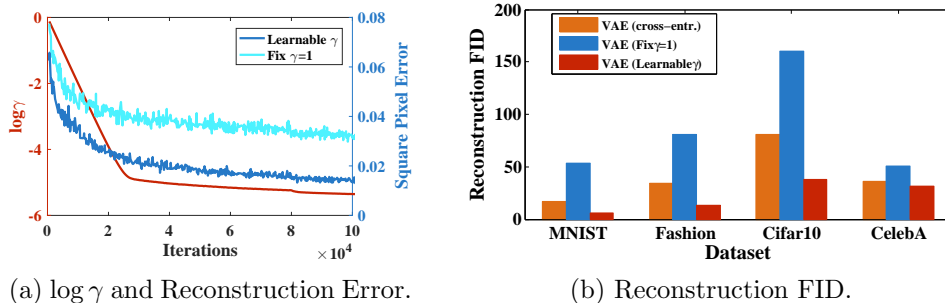 0
-2
-4
-6
logγ
0.08
0.06
0.04
0.02
0
Square Pixel Error
Learnable γ
Fix γ=1
0 2 4 6 8 10
Iterations
×10⁴
(a) log γ and Reconstruction Error.
200
150
100
50
0
Reconstruction FID
VAE (cross-entr.)
VAE (Fixγ=1)
VAE (Learnableγ)
MNIST Fashion Cifar10 CelebA
Dataset
(b) Reconstruction FID.